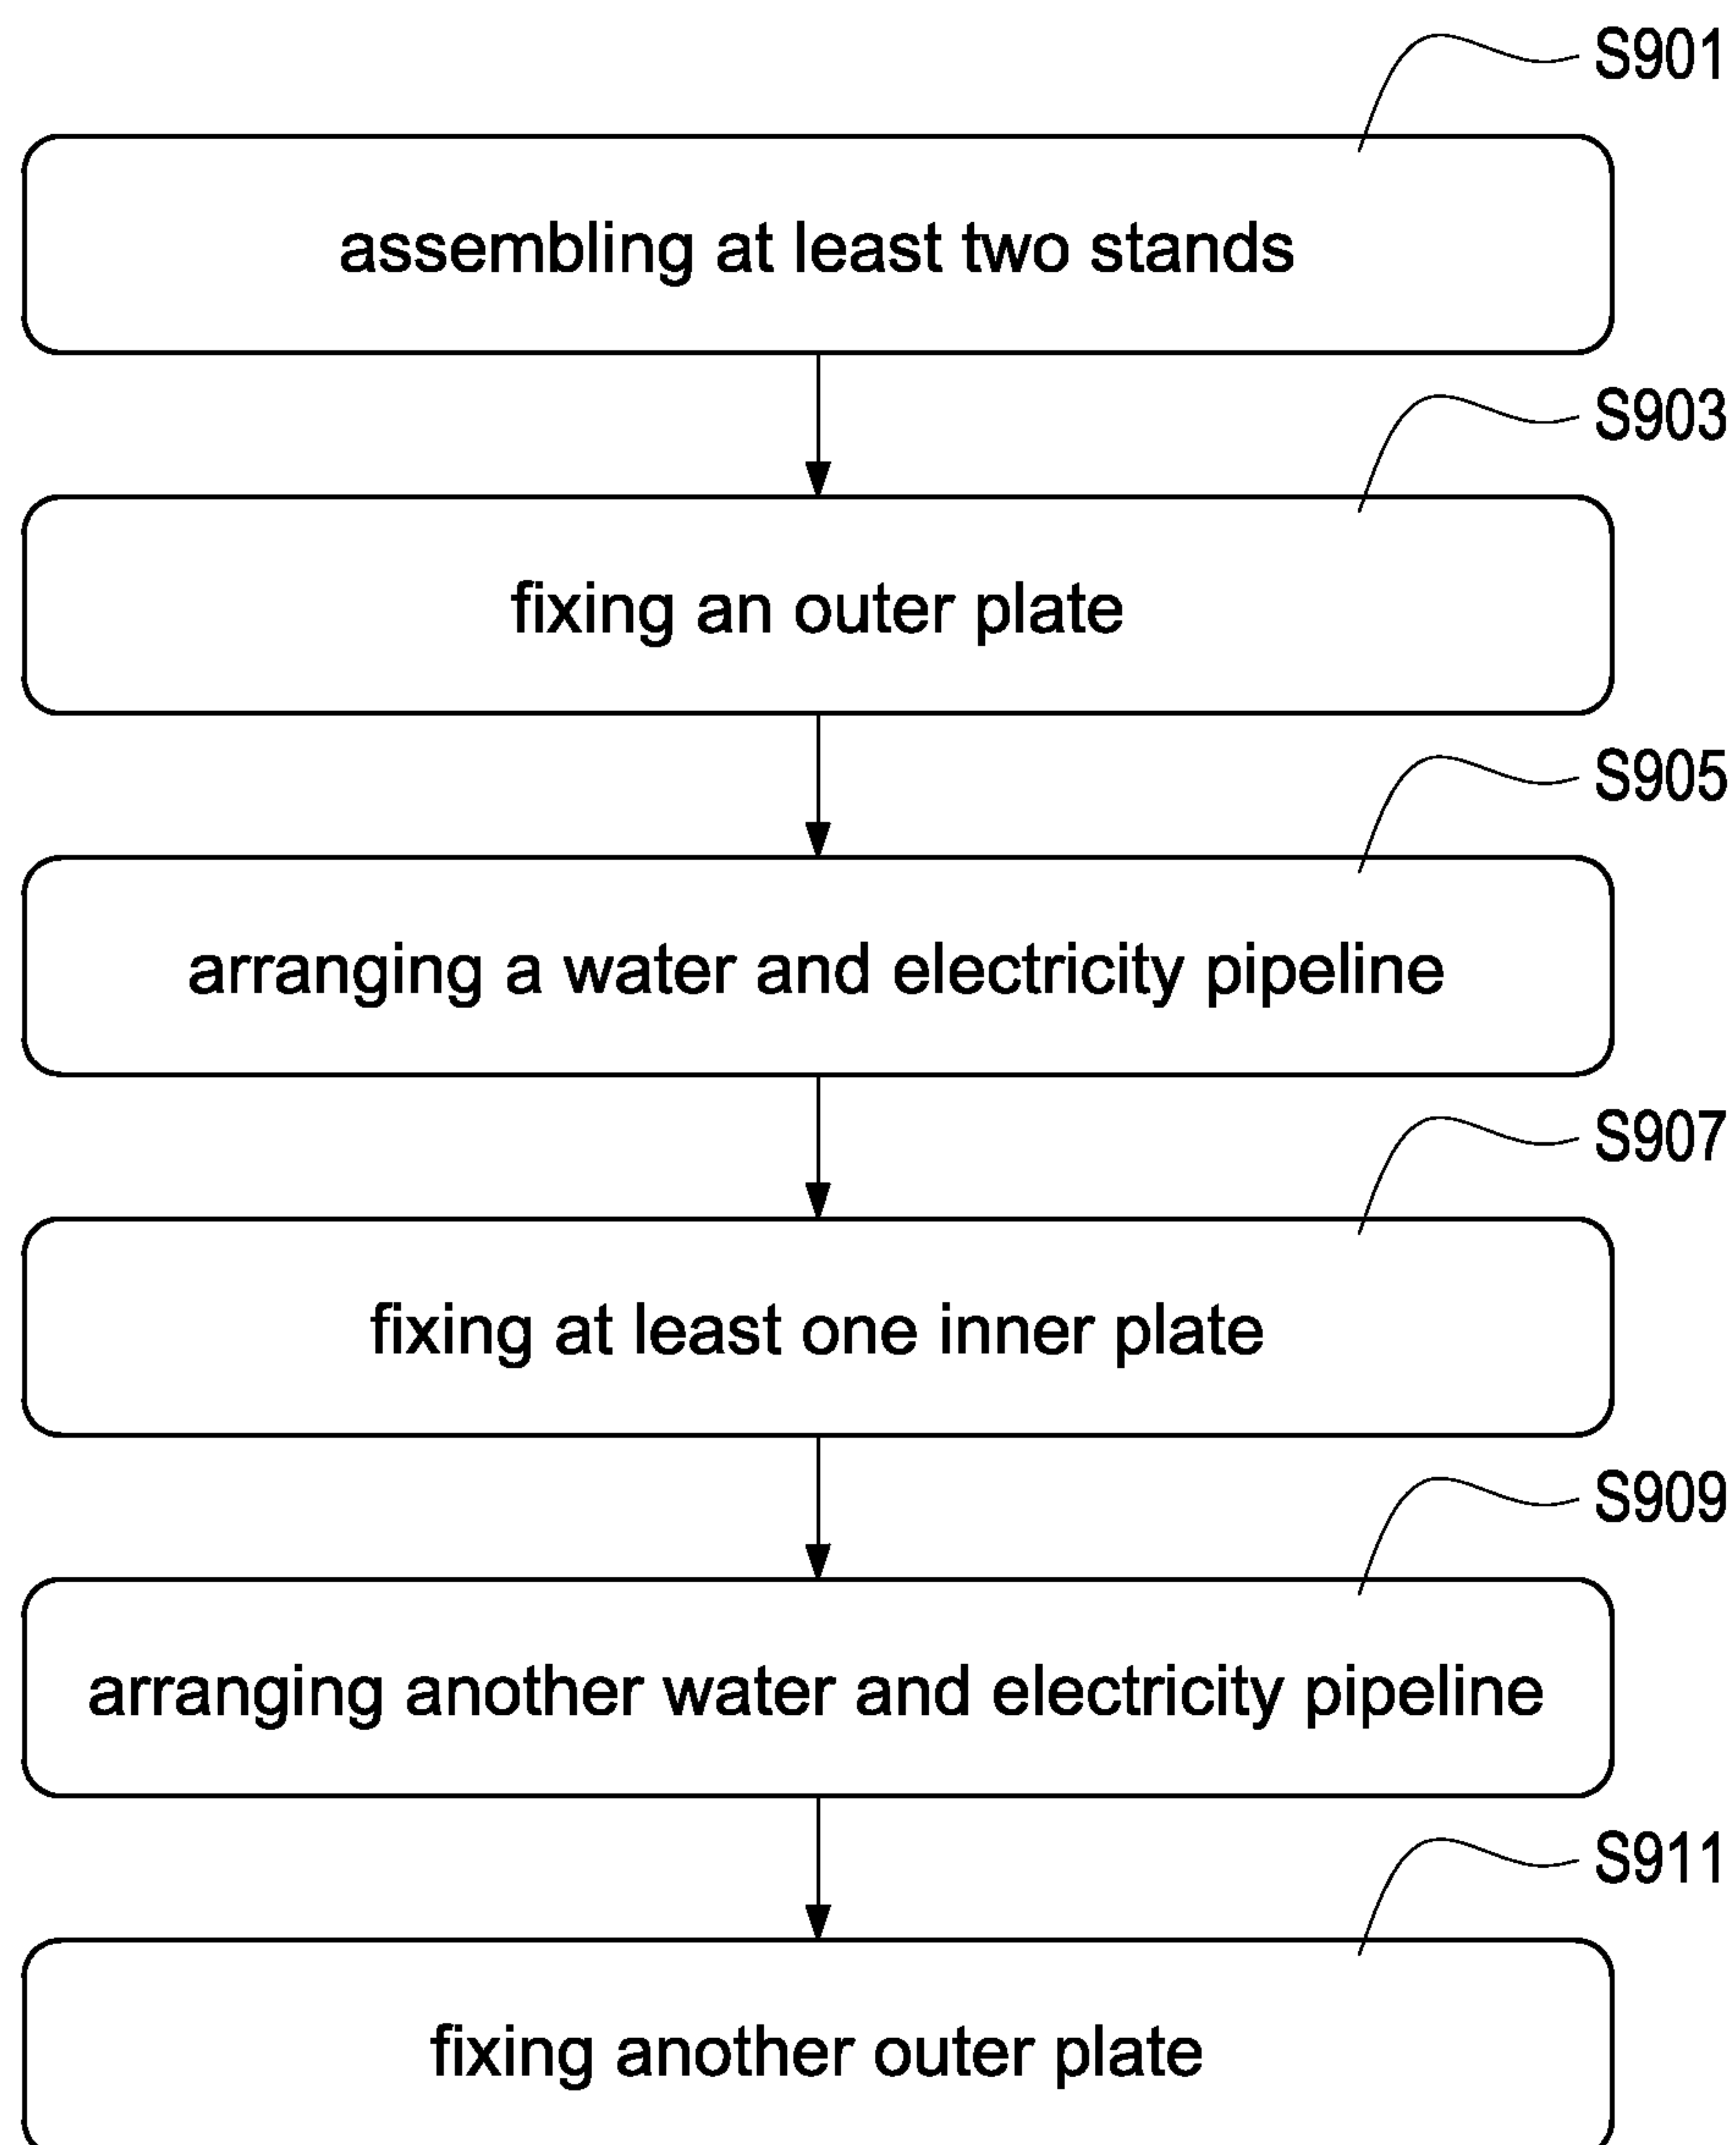 S901
assembling at least two stands
S903
fixing an outer plate
S905
arranging a water and electricity pipeline
S907
fixing at least one inner plate
S909
arranging another water and electricity pipeline
S911
fixing another outer plate